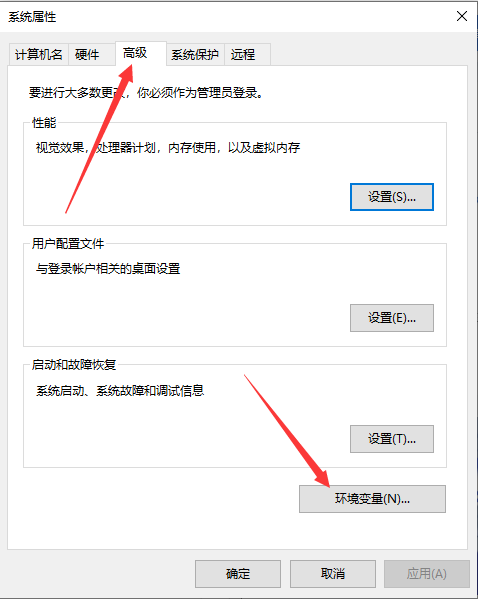 系统属性
计算机名 硬件 高级 系统保护 远程
要进行大多数更改，你必须作为管理员登录。
性能
视觉效果，处理器计划，内存使用，以及虚拟内存
设置(S)...
用户配置文件
与登录帐户相关的桌面设置
设置(E)...
启动和故障恢复
系统启动、系统故障和调试信息
设置(T)...
环境变量(N)...
确定 取消 应用(A)